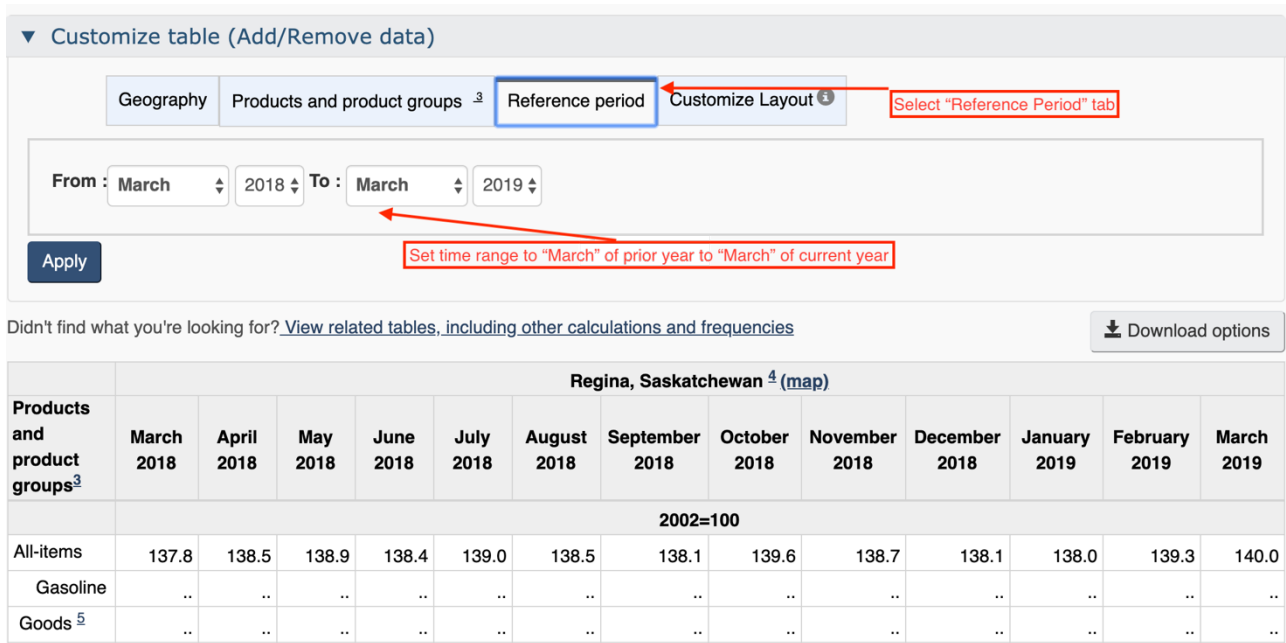 ▼ Customize table (Add/Remove data)
Geography Products and product groups 3 Reference period Customize Layout i
Select “Reference Period” tab
From : March 2018 To : March 2019
Set time range to “March” of prior year to “March” of current year
Apply
Didn't find what you're looking for? View related tables, including other calculations and frequencies
Download options
Regina, Saskatchewan 4 (map)
Products and product groups3 March 2018 April 2018 May 2018 June 2018 July 2018 August 2018 September 2018 October 2018 November 2018 December 2018 January 2019 February 2019 March 2019
2002=100
All-items 137.8 138.5 138.9 138.4 139.0 138.5 138.1 139.6 138.7 138.1 138.0 139.3 140.0
Gasoline .. .. .. .. .. .. .. .. .. .. .. .. ..
Goods 5 .. .. .. .. .. .. .. .. .. .. .. .. ..